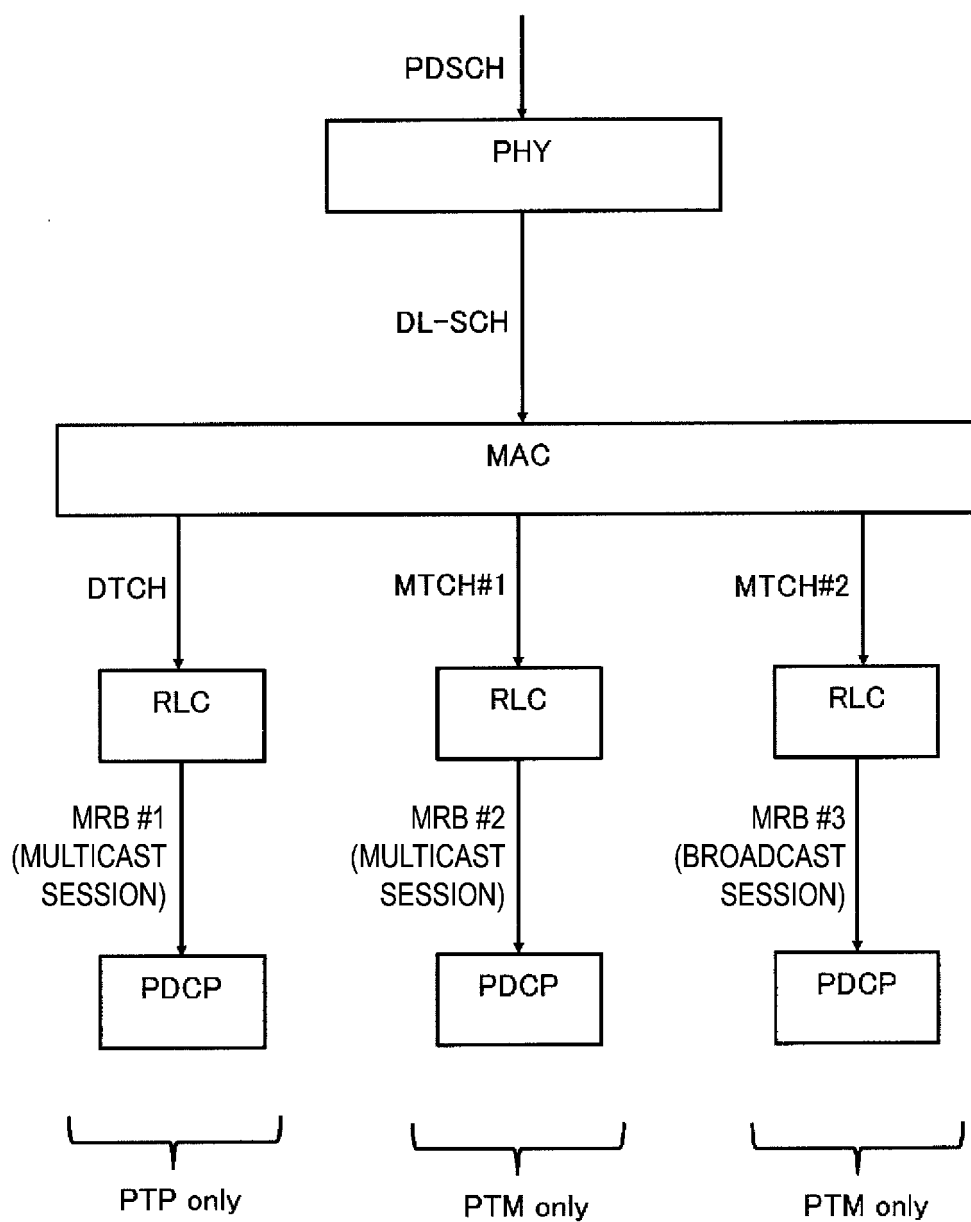 PDSCH
PHY
DL-SCH
MAC
DTCH
MTCH#1
MTCH#2
RLC
RLC
RLC
MRB #1
(MULTICAST
SESSION)
MRB #2
(MULTICAST
SESSION)
MRB #3
(BROADCAST
SESSION)
PDCP
PDCP
PDCP
PTP only
PTM only
PTM only